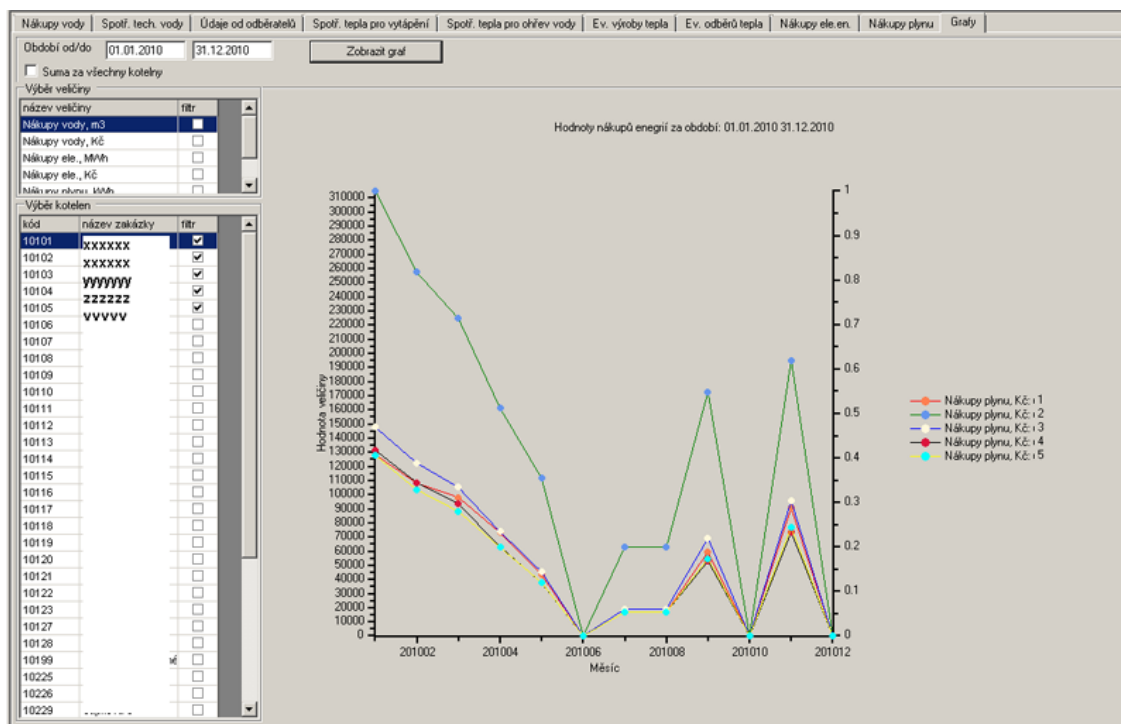 Nákupy vody Spotř. tech. vody Údaje od odběratelů Spotř. tepla pro vytápění Spotř. tepla pro ohřev vody Ev. výroby tepla Ev. odběrů tepla Nákupy ele.en. Nákupy plynu Grafy
Období od/do 01.01.2010 31.12.2010 Zobrazit graf
Suma za všechny kotelny
Výběr veličiny
název veličiny filtr
Nákupy vody, m3
Nákupy vody, Kč
Nákupy ele., MWh
Nákupy ele., Kč
Nákupy plynu, kWh
Výběr kotelen
kód název zakázky filtr
10101 xxxxxx
10102 xxxxxx
10103 yyyyyyy
10104 zzzzzz
10105 vvvvv
10106
10107
10108
10109
10110
10111
10112
10113
10114
10115
10116
10117
10118
10119
10120
10121
10122
10123
10127
10128
10199
10225
10226
10229
Hodnoty nákupů enegrií za období: 01.01.2010 31.12.2010
Hodnota veličiny
310000
300000
290000
280000
270000
260000
250000
240000
230000
220000
210000
200000
190000
180000
170000
160000
150000
140000
130000
120000
110000
100000
90000
80000
70000
60000
50000
40000
30000
20000
10000
0
1
0.9
0.8
0.7
0.6
0.5
0.4
0.3
0.2
0.1
0
201002 201004 201006 201008 201010 201012
Měsíc
Nákupy plynu, Kč: 1
Nákupy plynu, Kč: 2
Nákupy plynu, Kč: 3
Nákupy plynu, Kč: 4
Nákupy plynu, Kč: 5